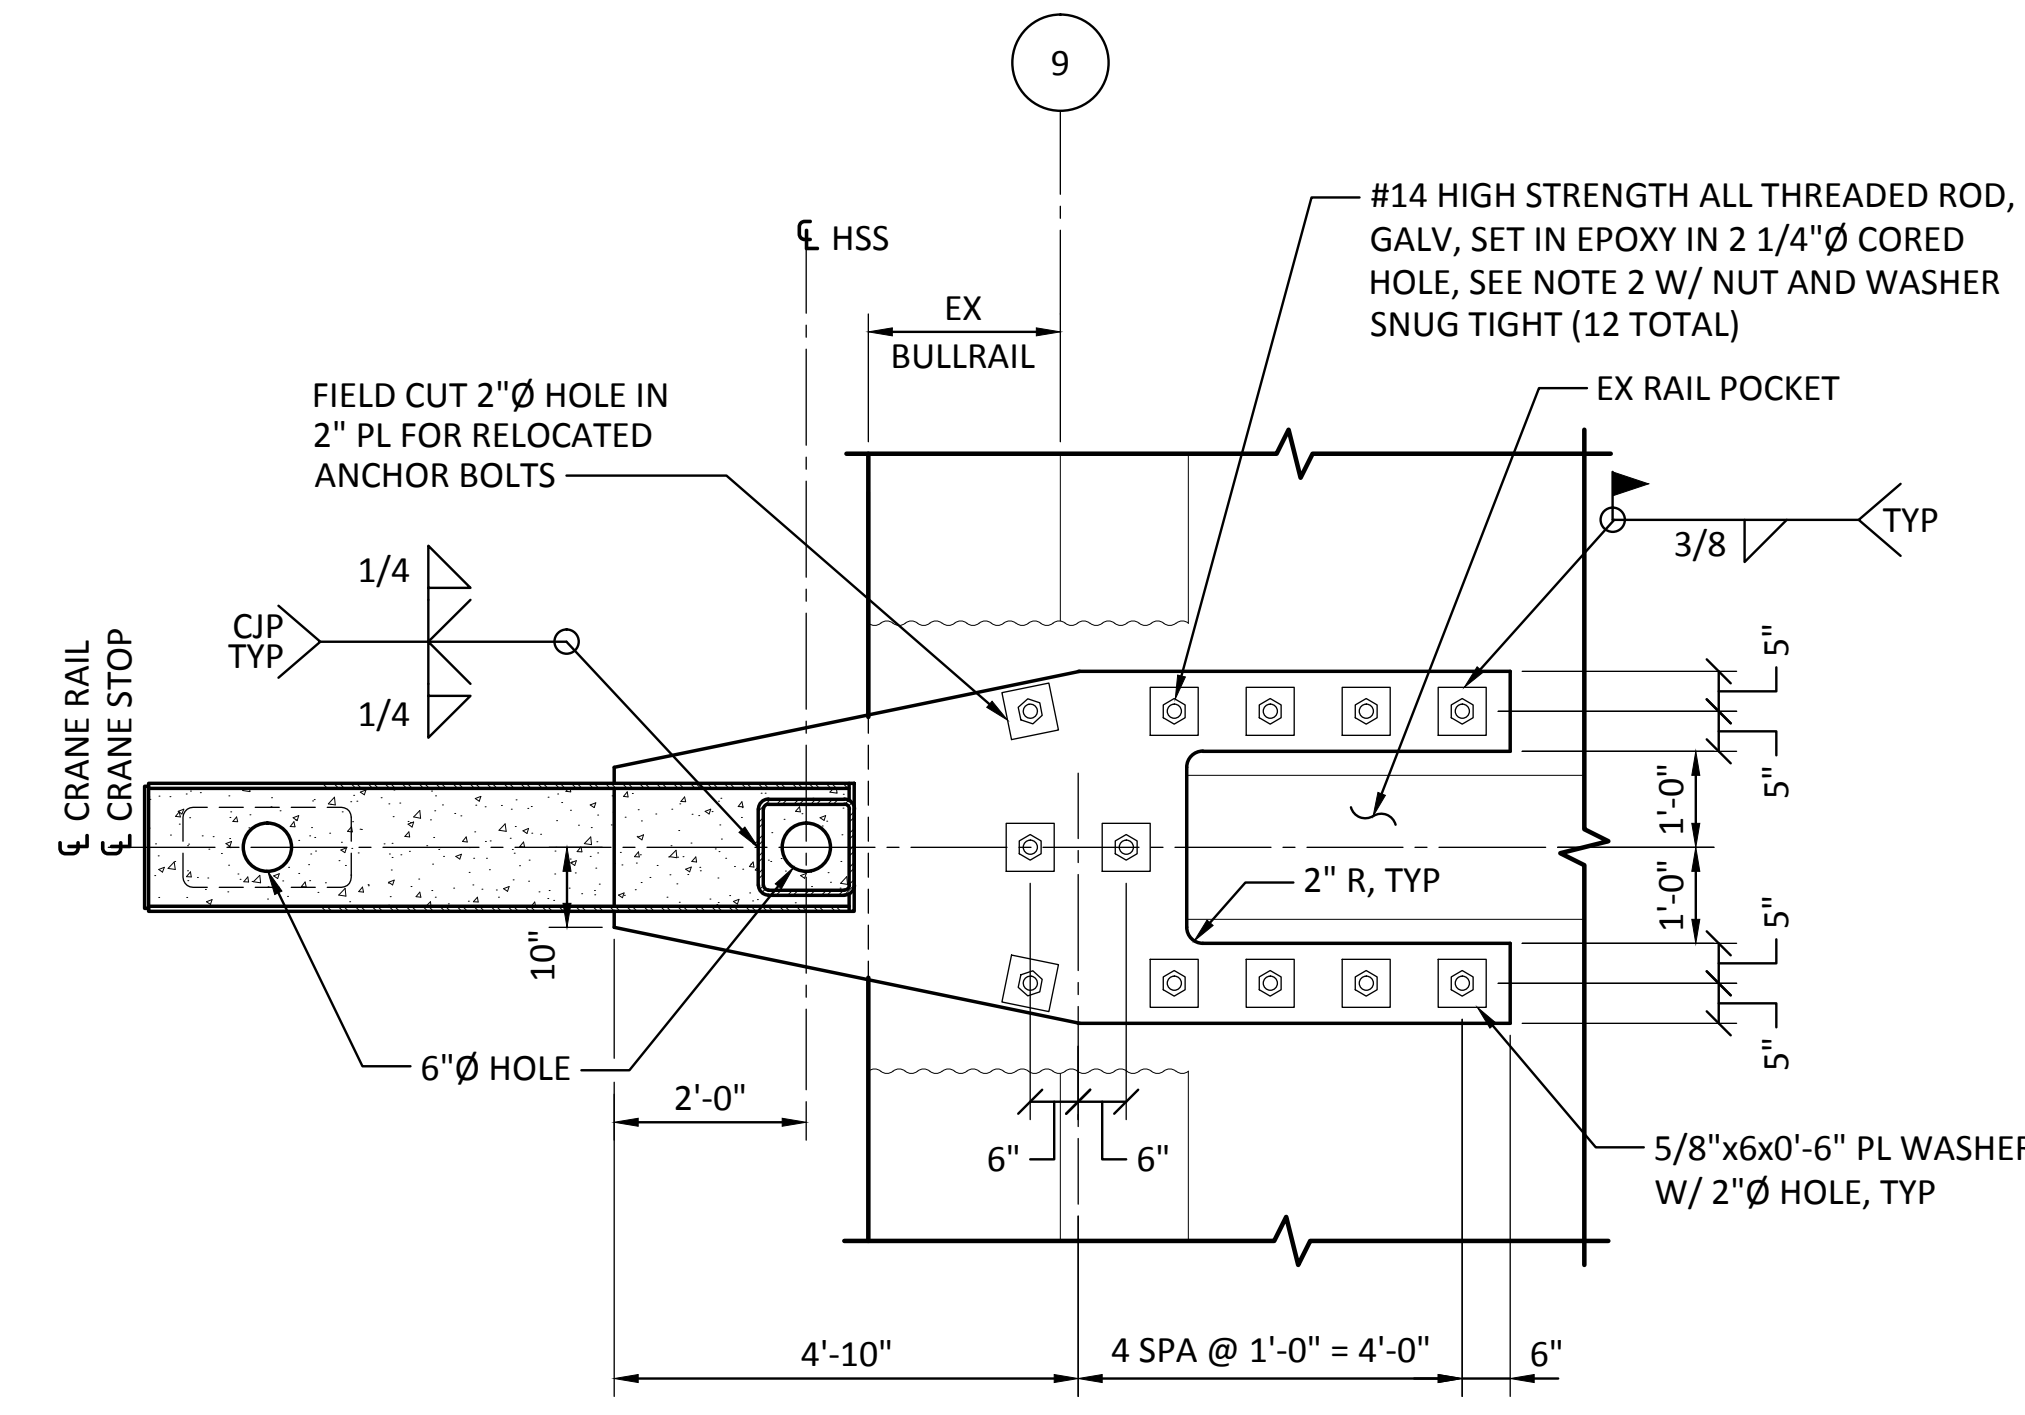 9
#14 HIGH STRENGTH ALL THREADED ROD,
GALV, SET IN EPOXY IN 2 1/4"Ø CORED
HOLE, SEE NOTE 2 W/ NUT AND WASHER
SNUG TIGHT (12 TOTAL)
℄ HSS
EX
BULLRAIL
EX RAIL POCKET
FIELD CUT 2"Ø HOLE IN
2" PL FOR RELOCATED
ANCHOR BOLTS
3/8
TYP
1/4
CJP
TYP
1/4
℄ CRANE RAIL
℄ CRANE STOP
5"
5"
1'-0"
1'-0"
2" R, TYP
5"
5"
10"
6"Ø HOLE
2'-0"
6"
6"
5/8"x6x0'-6" PL WASHER
W/ 2"Ø HOLE, TYP
4'-10"
4 SPA @ 1'-0" = 4'-0"
6"